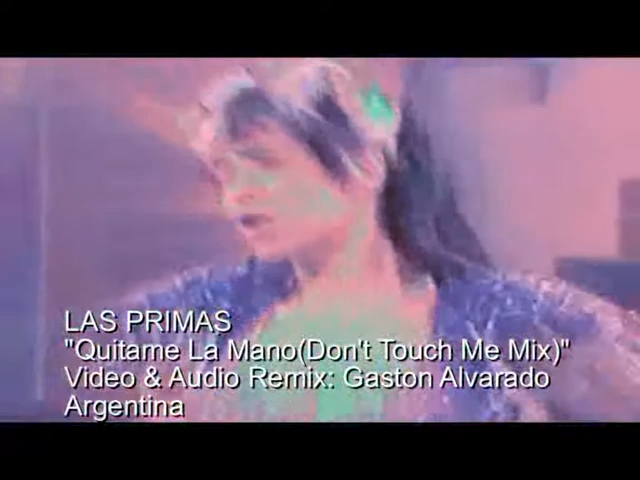 LAS PRIMAS
"Quitame La Mano(Don't Touch Me Mix)"
Video & Audio Remix: Gaston Alvarado
Argentina